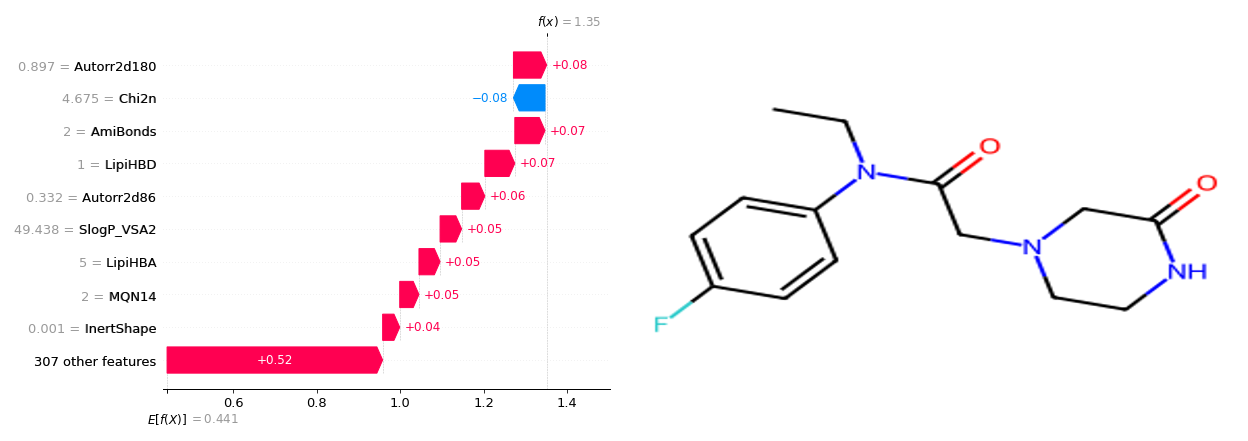 f(x) = 1.35
0.897 = Autorr2d180
+0.08
4.675 = Chi2n
−0.08
2 = AmiBonds
+0.07
1 = LipiHBD
+0.07
0.332 = Autorr2d86
+0.06
49.438 = SlogP_VSA2
+0.05
5 = LipiHBA
+0.05
2 = MQN14
+0.05
0.001 = InertShape
+0.04
307 other features
+0.52
0.6 0.8 1.0 1.2 1.4
E[f(X)] = 0.441
O
N
O
N
NH
F